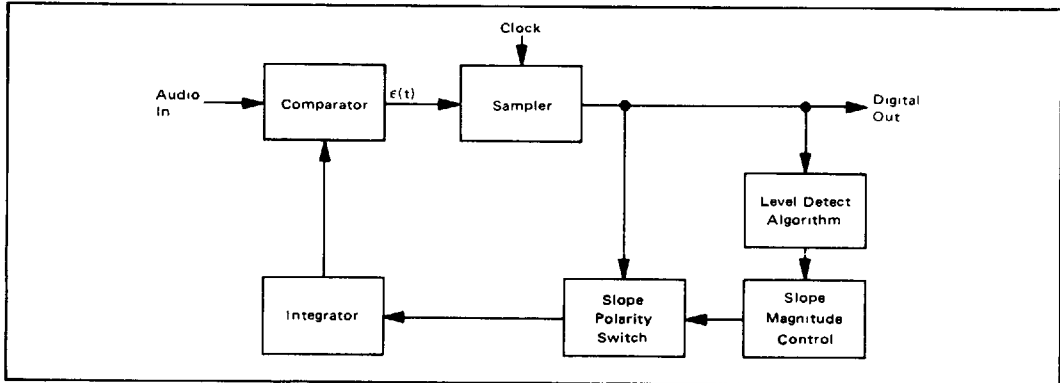 Clock
Audio
In
Comparator
ϵ(t)
Sampler
Digital
Out
Level Detect
Algorithm
Integrator
Slope
Polarity
Switch
Slope
Magnitude
Control